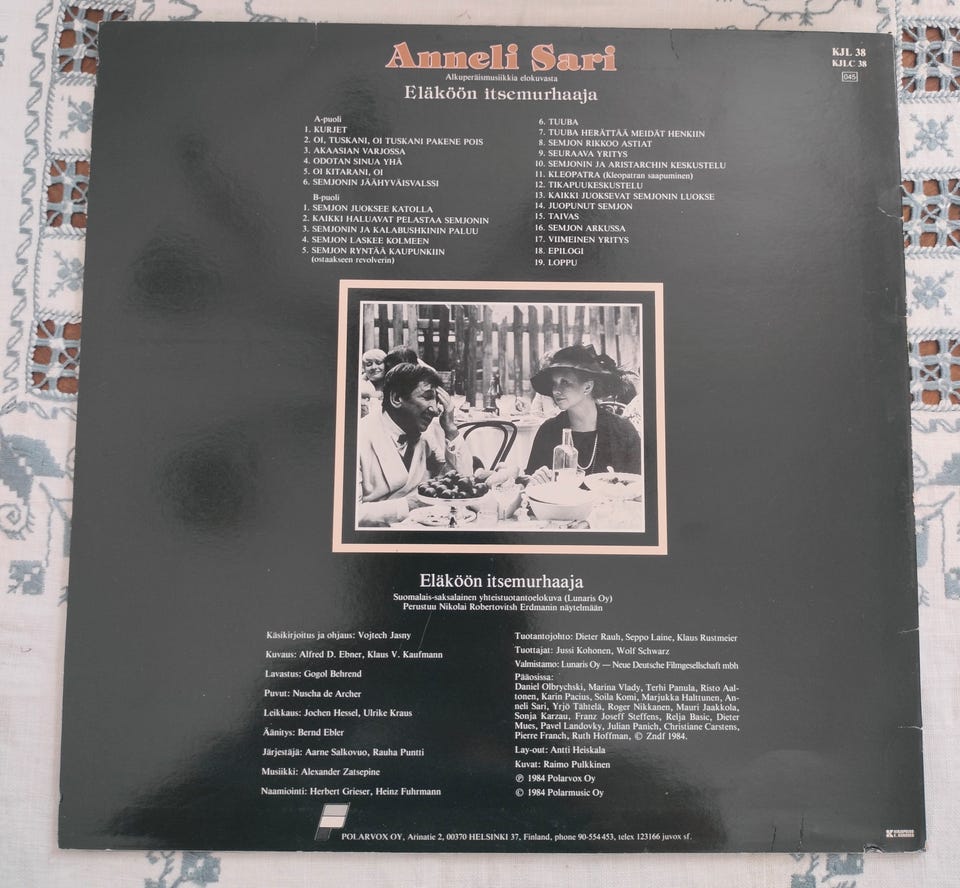 Anneli Sari
Alkuperäismusiikkia elokuvasta
Eläköön itsemurhaaja
KJL 38
KJLC 38
045
A-puoli
1. KURJET
2. OI, TUSKANI, OI TUSKANI PAKENE POIS
3. AKAASIAN VARJOSSA
4. ODOTAN SINUA YHÄ
5. OI KITARANI, OI
6. SEMJONIN JÄÄHYVÄISVALSSI
B-puoli
1. SEMJON JUOKSEE KATOLLA
2. KAIKKI HALUAVAT PELASTAA SEMJONIN
3. SEMJONIN JA KALABUSHKININ PALUU
4. SEMJON LASKEE KOLMEEN
5. SEMJON RYNTÄÄ KAUPUNKIIN
(ostaakseen revolverin)
6. TUUBA
7. TUUBA HERÄTTÄÄ MEIDÄT HENKIIN
8. SEMJON RIKKOO ASTIAT
9. SEURAAVA YRITYS
10. SEMJONIN JA ARISTARCHIN KESKUSTELU
11. KLEOPATRA (Kleopatran saapuminen)
12. TIKAPUUKESKUSTELU
13. KAIKKI JUOKSEVAT SEMJONIN LUOKSE
14. JUOPUNUT SEMJON
15. TAIVAS
16. SEMJON ARKUSSA
17. VIIMEINEN YRITYS
18. EPILOGI
19. LOPPU
Eläköön itsemurhaaja
Suomalais-saksalainen yhteistuotantoelokuva (Lunaris Oy)
Perustuu Nikolai Robertovitsh Erdmanin näytelmään
Käsikirjoitus ja ohjaus: Vojtech Jasny
Kuvaus: Alfred D. Ebner, Klaus V. Kaufmann
Lavastus: Gogol Behrend
Puvut: Nuscha de Archer
Leikkaus: Jochen Hessel, Ulrike Kraus
Äänitys: Bernd Ebler
Järjestäjä: Aarne Salkovuo, Rauha Puntti
Musiikki: Alexander Zatsepine
Naamiointi: Herbert Grieser, Heinz Fuhrmann
Tuotantojohto: Dieter Rauh, Seppo Laine, Klaus Rustmeier
Tuottajat: Jussi Kohonen, Wolf Schwarz
Valmistamo: Lunaris Oy — Neue Deutsche Filmgesellschaft mbh
Pääosissa:
Daniel Olbrychski, Marina Vlady, Terhi Panula, Risto Aal-
tonen, Karin Pacius, Soila Komi, Marjukka Halttunen, An-
neli Sari, Yrjö Tähtelä, Roger Nikkanen, Mauri Jaakkola,
Sonja Karzau, Franz Joseff Steffens, Relja Basic, Dieter
Mues, Pavel Landovky, Julian Panich, Christiane Carstens,
Pierre Franch, Ruth Hoffman, © Zndf 1984.
Lay-out: Antti Heiskala
Kuvat: Raimo Pulkkinen
℗ 1984 Polarvox Oy
© 1984 Polarmusic Oy
POLARVOX OY, Arinatie 2, 00370 HELSINKI 37, Finland, phone 90-554453, telex 123166 juvox sf.